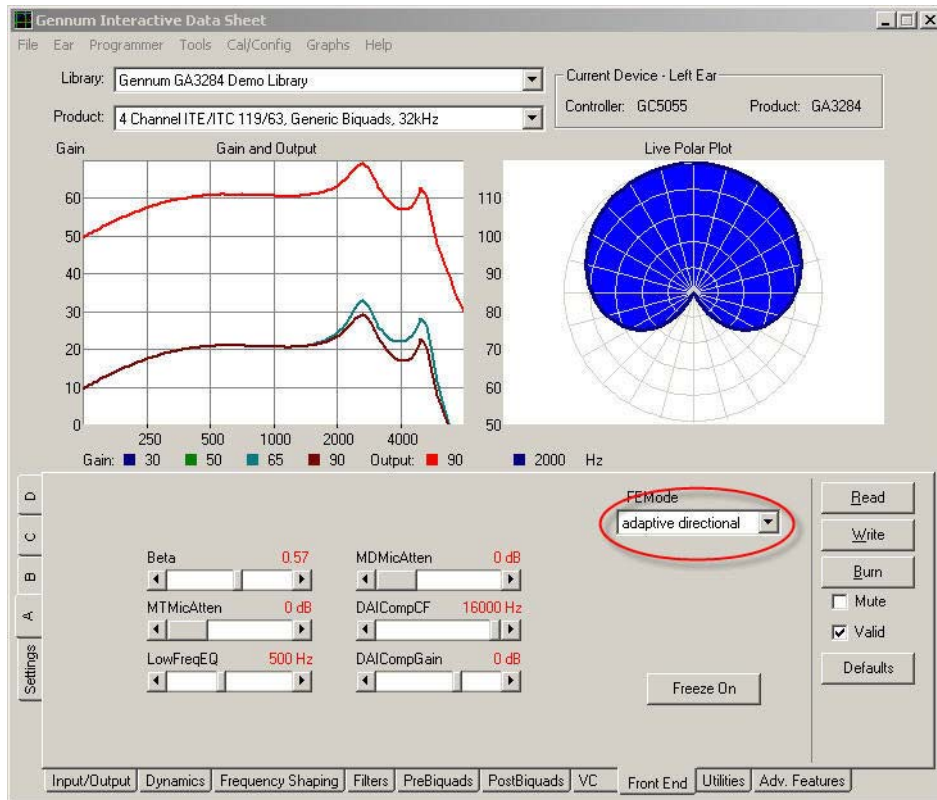 Gennum Interactive Data Sheet
File Ear Programmer Tools Cal/Config Graphs Help
Library: Gennum GA3284 Demo Library
Product: 4 Channel ITE/ITC 119/63, Generic Biquads, 32kHz
Current Device - Left Ear
Controller: GC5055 Product: GA3284
Gain Gain and Output Live Polar Plot
60 110
50 100
40 90
30 80
20 70
10 60
0 50
250 500 1000 2000 4000
Gain: 30 50 65 90 Output: 90 2000 Hz
D
C
B
A
Settings
FEMode
adaptive directional
Beta 0.57 MDMicAtten 0 dB
MTMicAtten 0 dB DAICompCF 16000 Hz
LowFreqEQ 500 Hz DAICompGain 0 dB
Freeze On
Read
Write
Burn
Mute
Valid
Defaults
Input/Output Dynamics Frequency Shaping Filters PreBiquads PostBiquads VC Front End Utilities Adv. Features